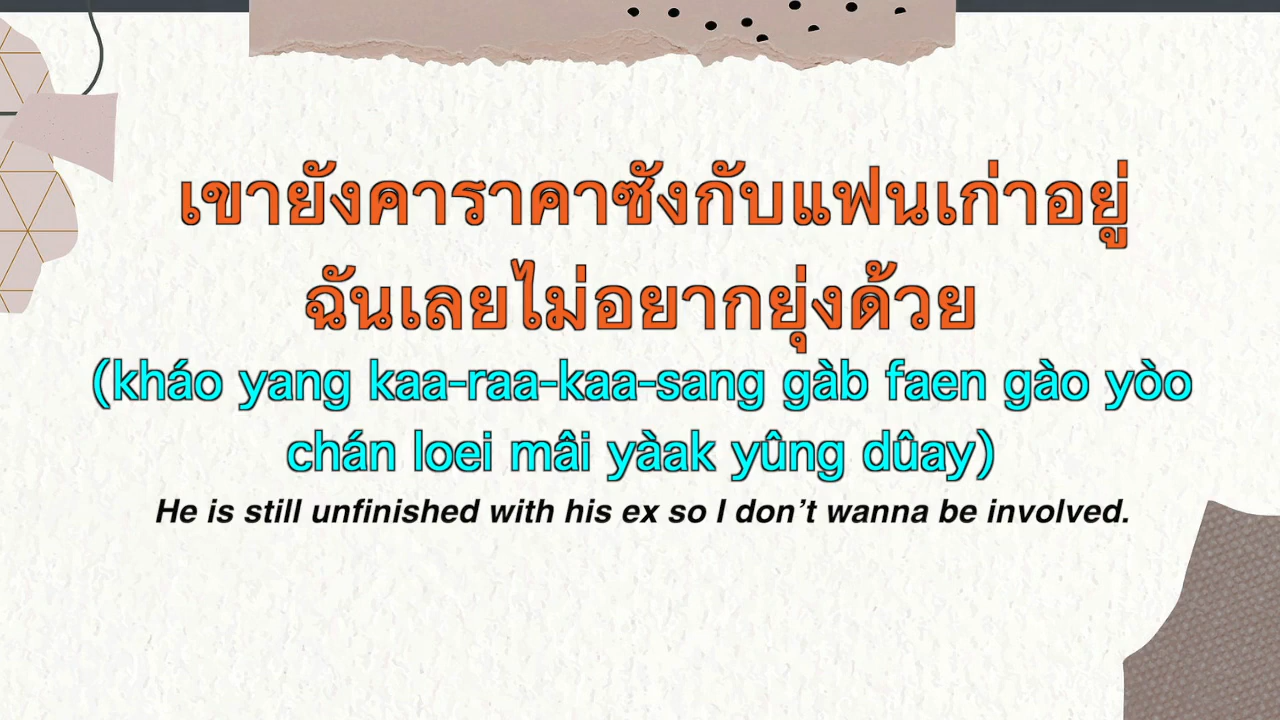 เขายังคาราคาซังกับแฟนเก่าอยู่
ฉันเลยไม่อยากยุ่งด้วย
(kháo yang kaa-raa-kaa-sang gàb faen gào yòo
chán loei mâi yàak yûng dûay)
He is still unfinished with his ex so I don’t wanna be involved.